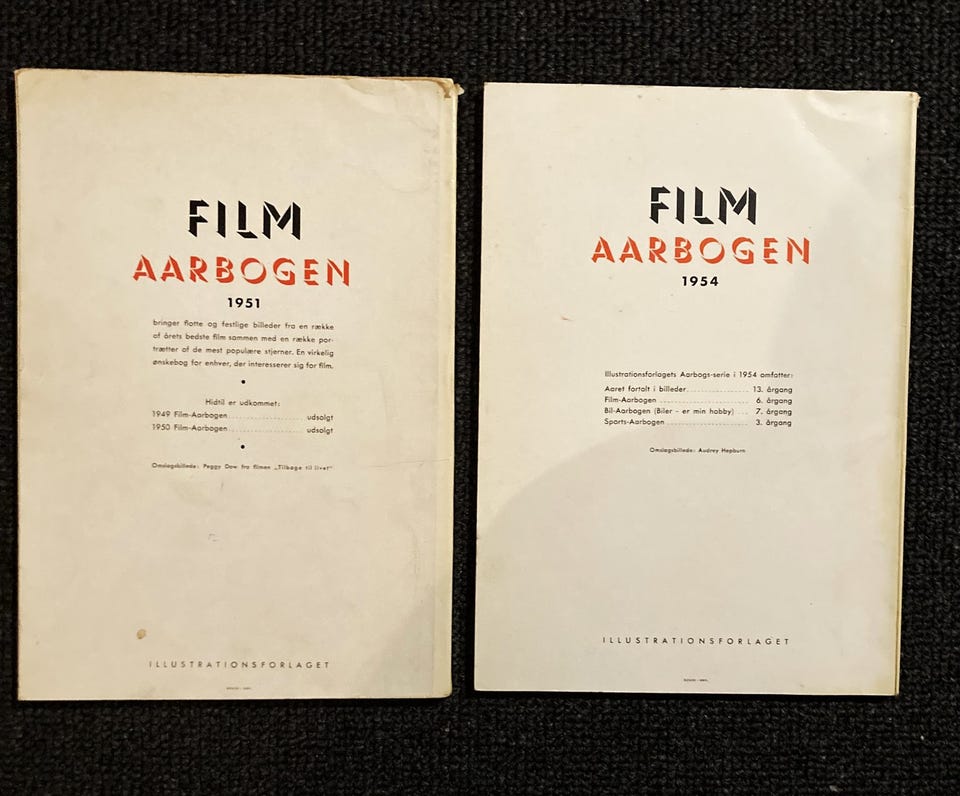 FILM
AARBOGEN
1951
bringer flotte og festlige billeder fra en række
af årets bedste film sammen med en række por-
trætter af de mest populære stjerner. En virkelig
ønskebog for enhver, der interesserer sig for film.
•
Hidtil er udkommet:
1949 Film-Aarbogen.......................... udsolgt
1950 Film-Aarbogen.......................... udsolgt
•
Omslagsbillede: Peggy Dow fra filmen „Tilbage til livet"
ILLUSTRATIONSFORLAGET
FILM
AARBOGEN
1954
Illustrationsforlagets Aarbogs-serie i 1954 omfatter:
Aaret fortalt i billeder...................... 13. årgang
Film-Aarbogen.............................. 6. årgang
Bil-Aarbogen (Biler - er min hobby).... 7. årgang
Sports-Aarbogen............................ 3. årgang
Omslagsbillede: Audrey Hepburn
ILLUSTRATIONSFORLAGET